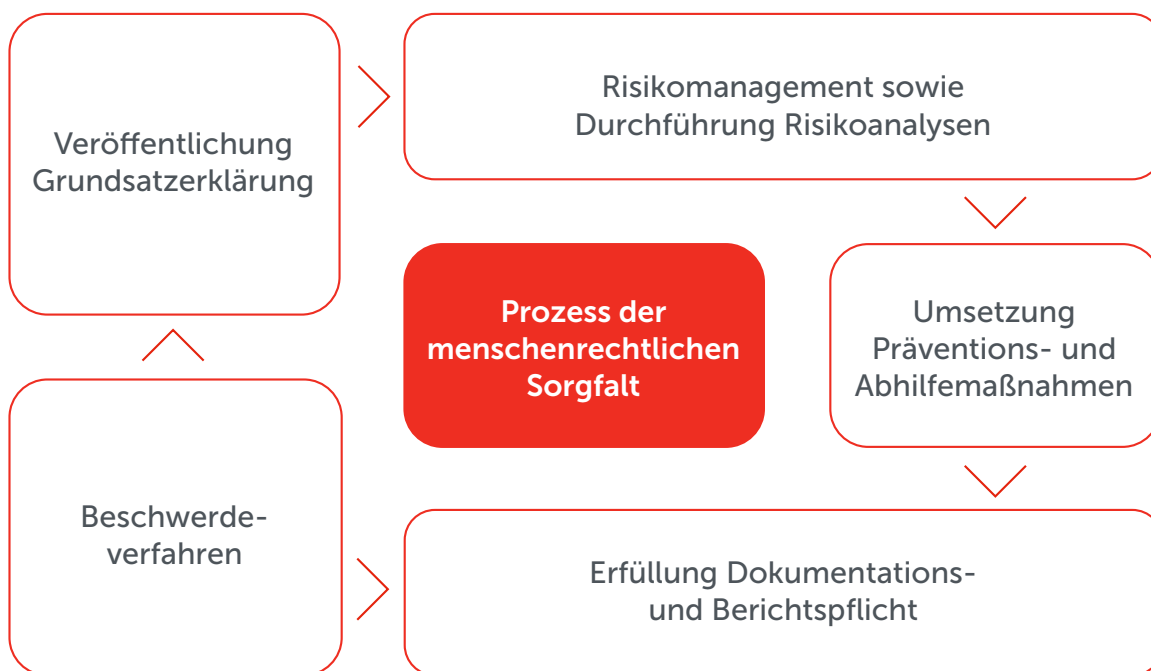 Veröffentlichung
Grundsatzerklärung
Risikomanagement sowie
Durchführung Risikoanalysen
Prozess der
menschenrechtlichen
Sorgfalt
Umsetzung
Präventions- und
Abhilfemaßnahmen
Beschwerde-
verfahren
Erfüllung Dokumentations-
und Berichtspflicht